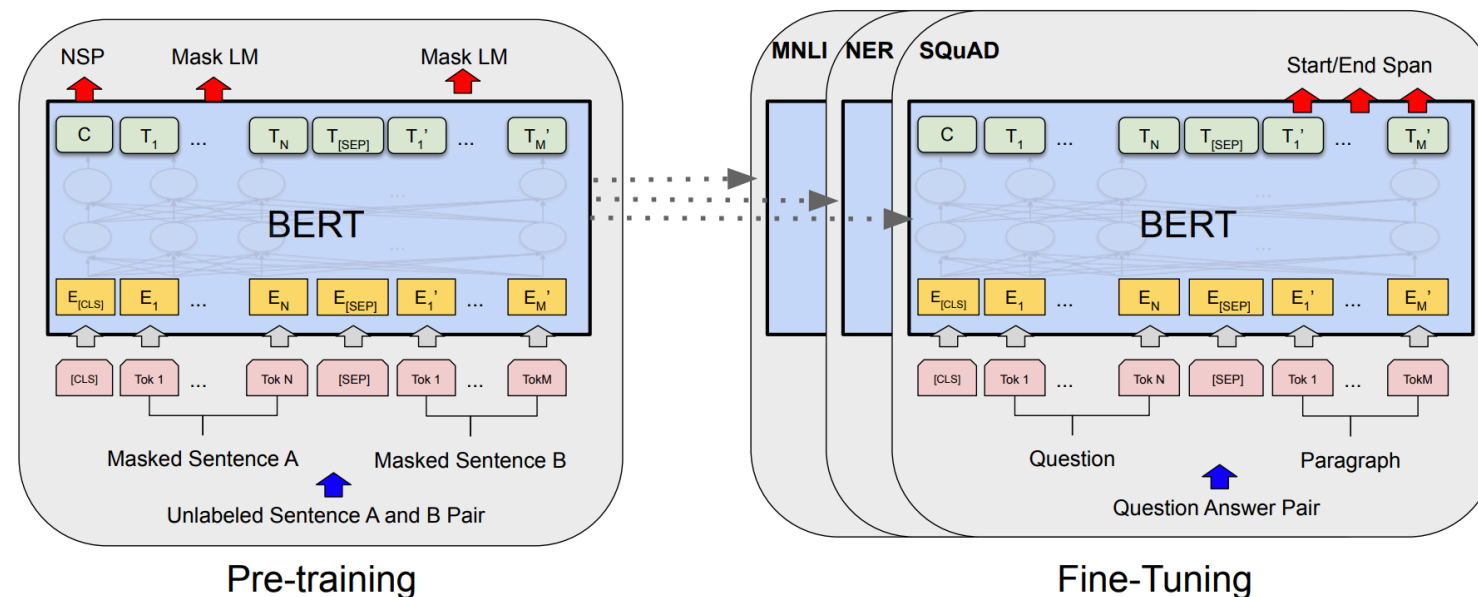 NSP Mask LM Mask LM
C T1 ... TN T[SEP] T1' ... TM'
...
BERT
...
E[CLS] E1 ... EN E[SEP] E1' ... EM'
[CLS] Tok 1 ... Tok N [SEP] Tok 1 ... TokM
Masked Sentence A Masked Sentence B
Unlabeled Sentence A and B Pair
Pre-training
MNLI NER SQuAD
Start/End Span
C T1 ... TN T[SEP] T1' ... TM'
...
BERT
...
E[CLS] E1 ... EN E[SEP] E1' ... EM'
[CLS] Tok 1 ... Tok N [SEP] Tok 1 ... TokM
Question Paragraph
Question Answer Pair
Fine-Tuning